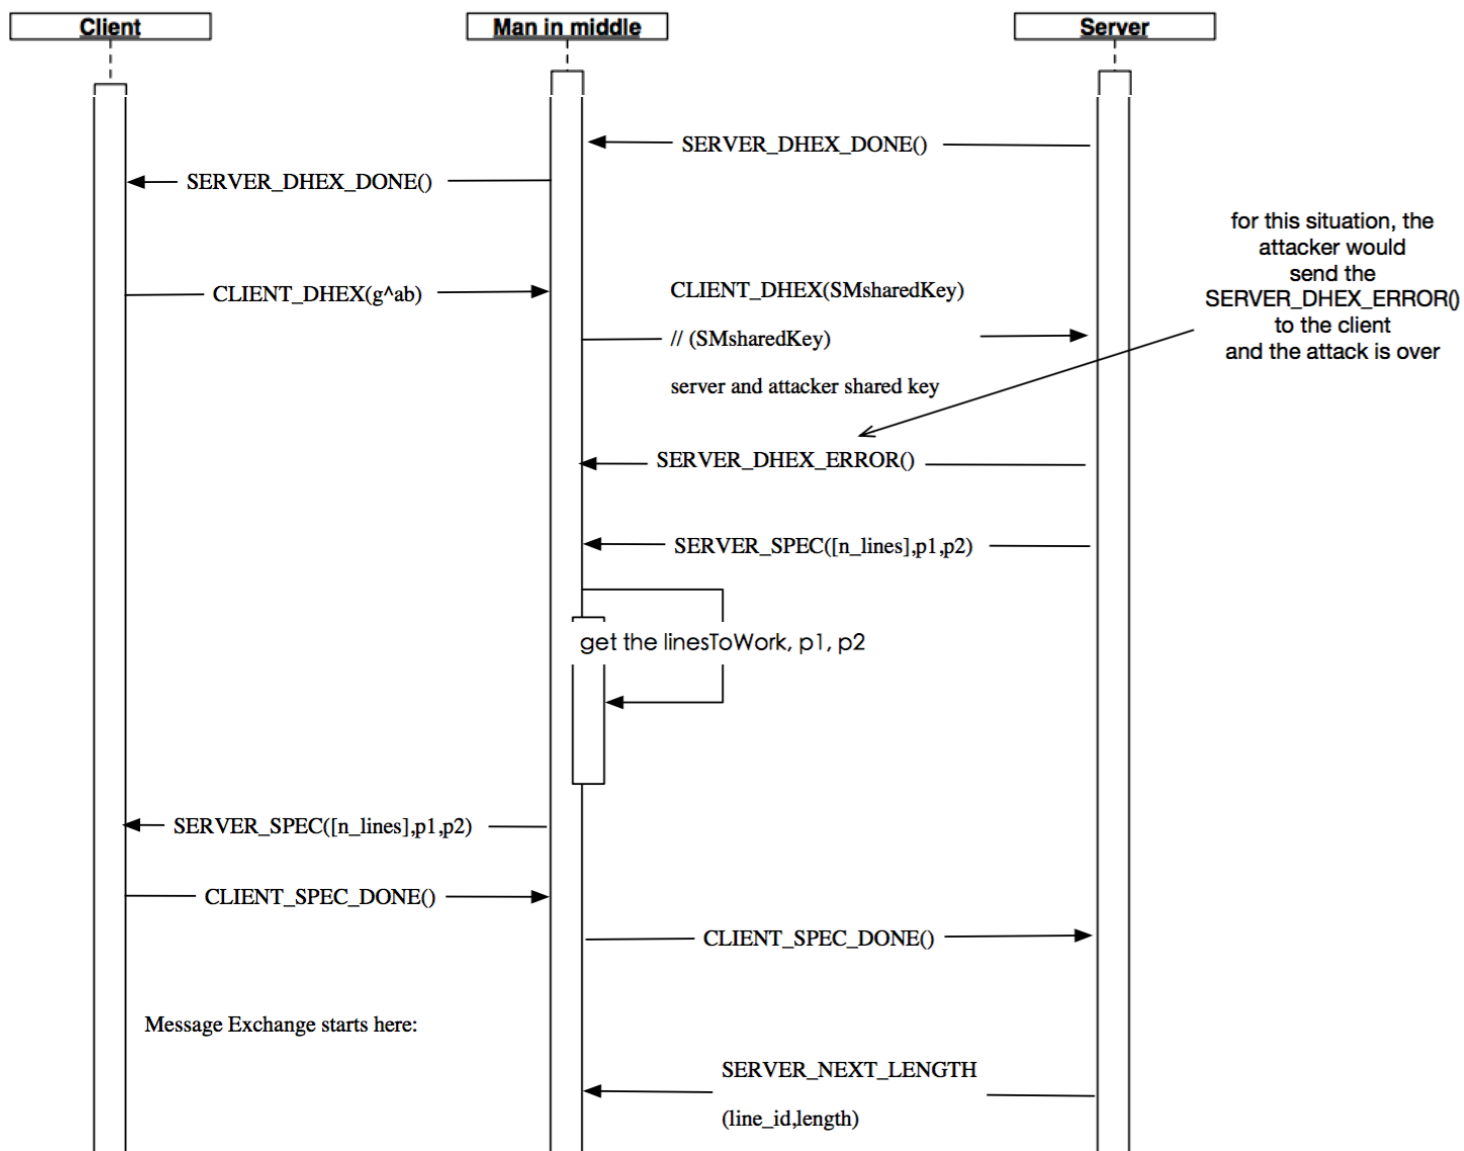 Client
Man in middle
Server
SERVER_DHEX_DONE()
SERVER_DHEX_DONE()
for this situation, the
attacker would
send the
SERVER_DHEX_ERROR()
to the client
and the attack is over
CLIENT_DHEX(g^ab)
CLIENT_DHEX(SMsharedKey)
// (SMsharedKey)
server and attacker shared key
SERVER_DHEX_ERROR()
SERVER_SPEC([n_lines],p1,p2)
get the linesToWork, p1, p2
SERVER_SPEC([n_lines],p1,p2)
CLIENT_SPEC_DONE()
CLIENT_SPEC_DONE()
Message Exchange starts here:
SERVER_NEXT_LENGTH
(line_id,length)